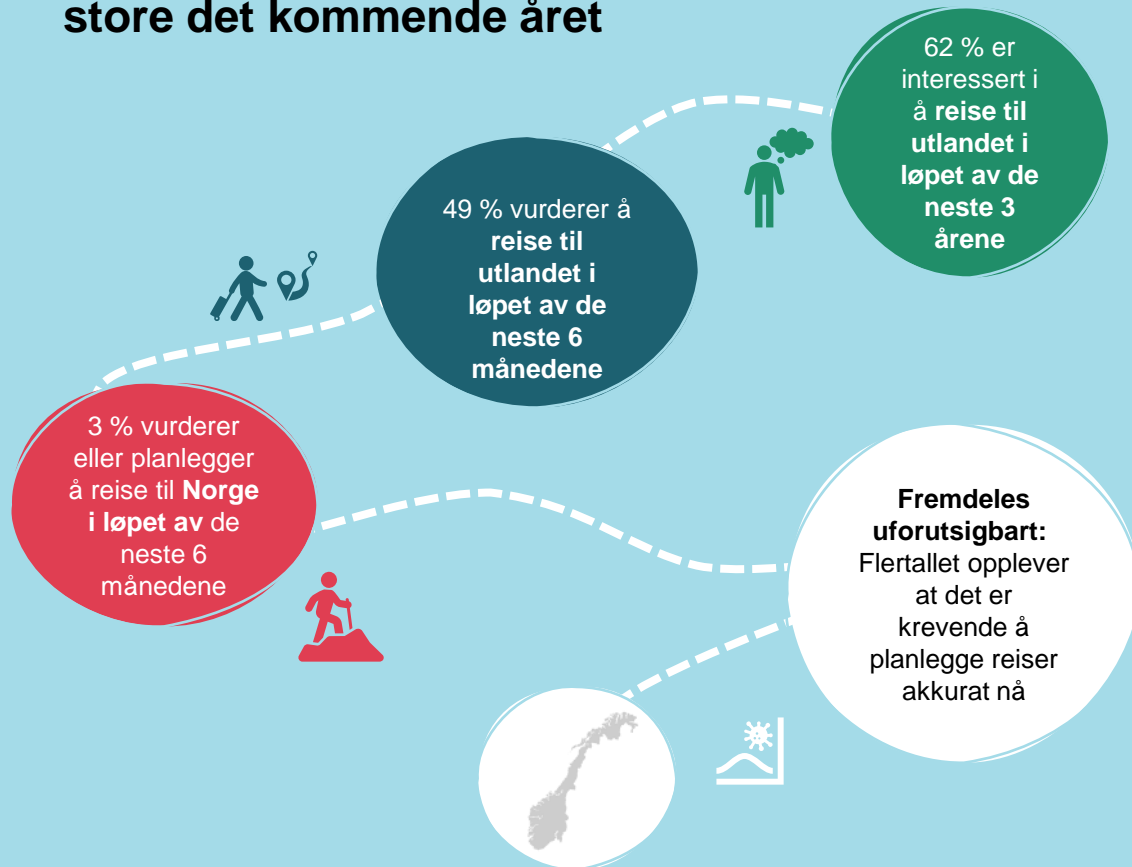 store det kommende året
62 % er
interessert i
å reise til
utlandet i
løpet av de
neste 3
årene
49 % vurderer å
reise til
utlandet i
løpet av de
neste 6
månedene
3 % vurderer
eller planlegger
å reise til Norge
i løpet av de
neste 6
månedene
Fremdeles
uforutsigbart:
Flertallet opplever
at det er
krevende å
planlegge reiser
akkurat nå